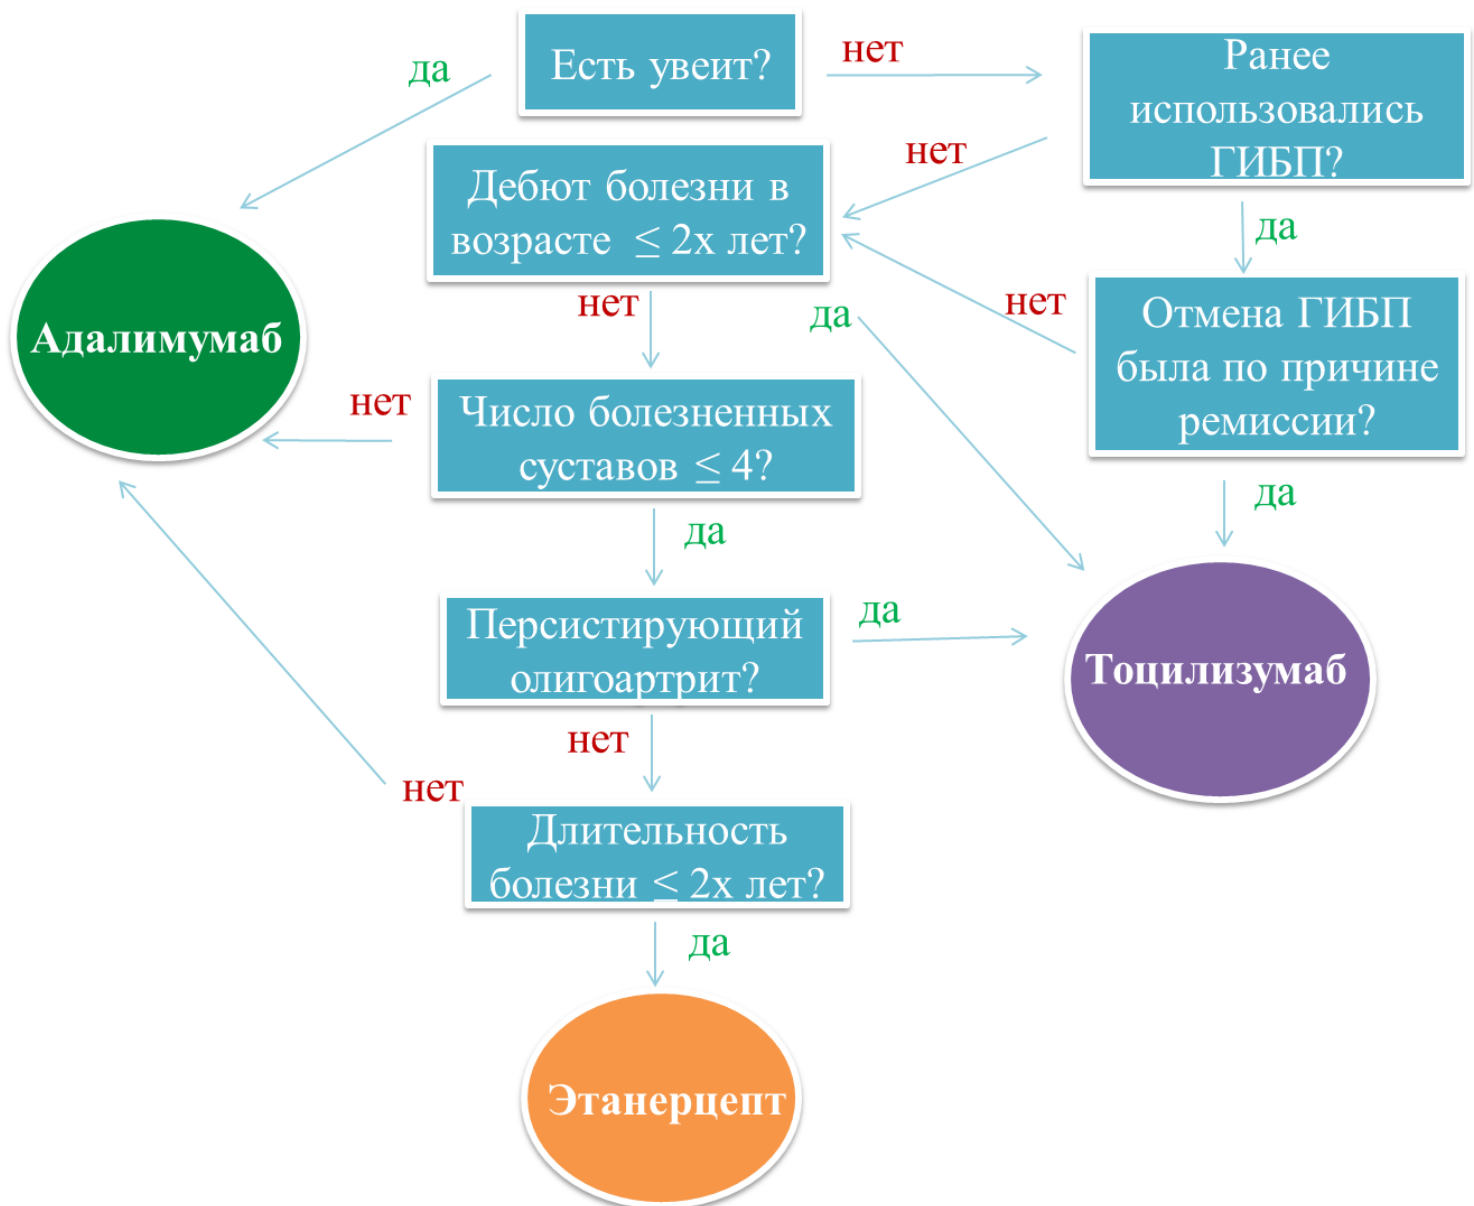 Есть увеит?
да
нет
Ранее
использовались
ГИБП?
нет
да
Дебют болезни в
возрасте ≤ 2х лет?
нет
да
нет
Отмена ГИБП
была по причине
ремиссии?
да
Адалимумаб
нет
Число болезненных
суставов ≤ 4?
да
Персистирующий
олигоартрит?
да
Тоцилизумаб
нет
нет
Длительность
болезни ≤ 2х лет?
да
Этанерцепт